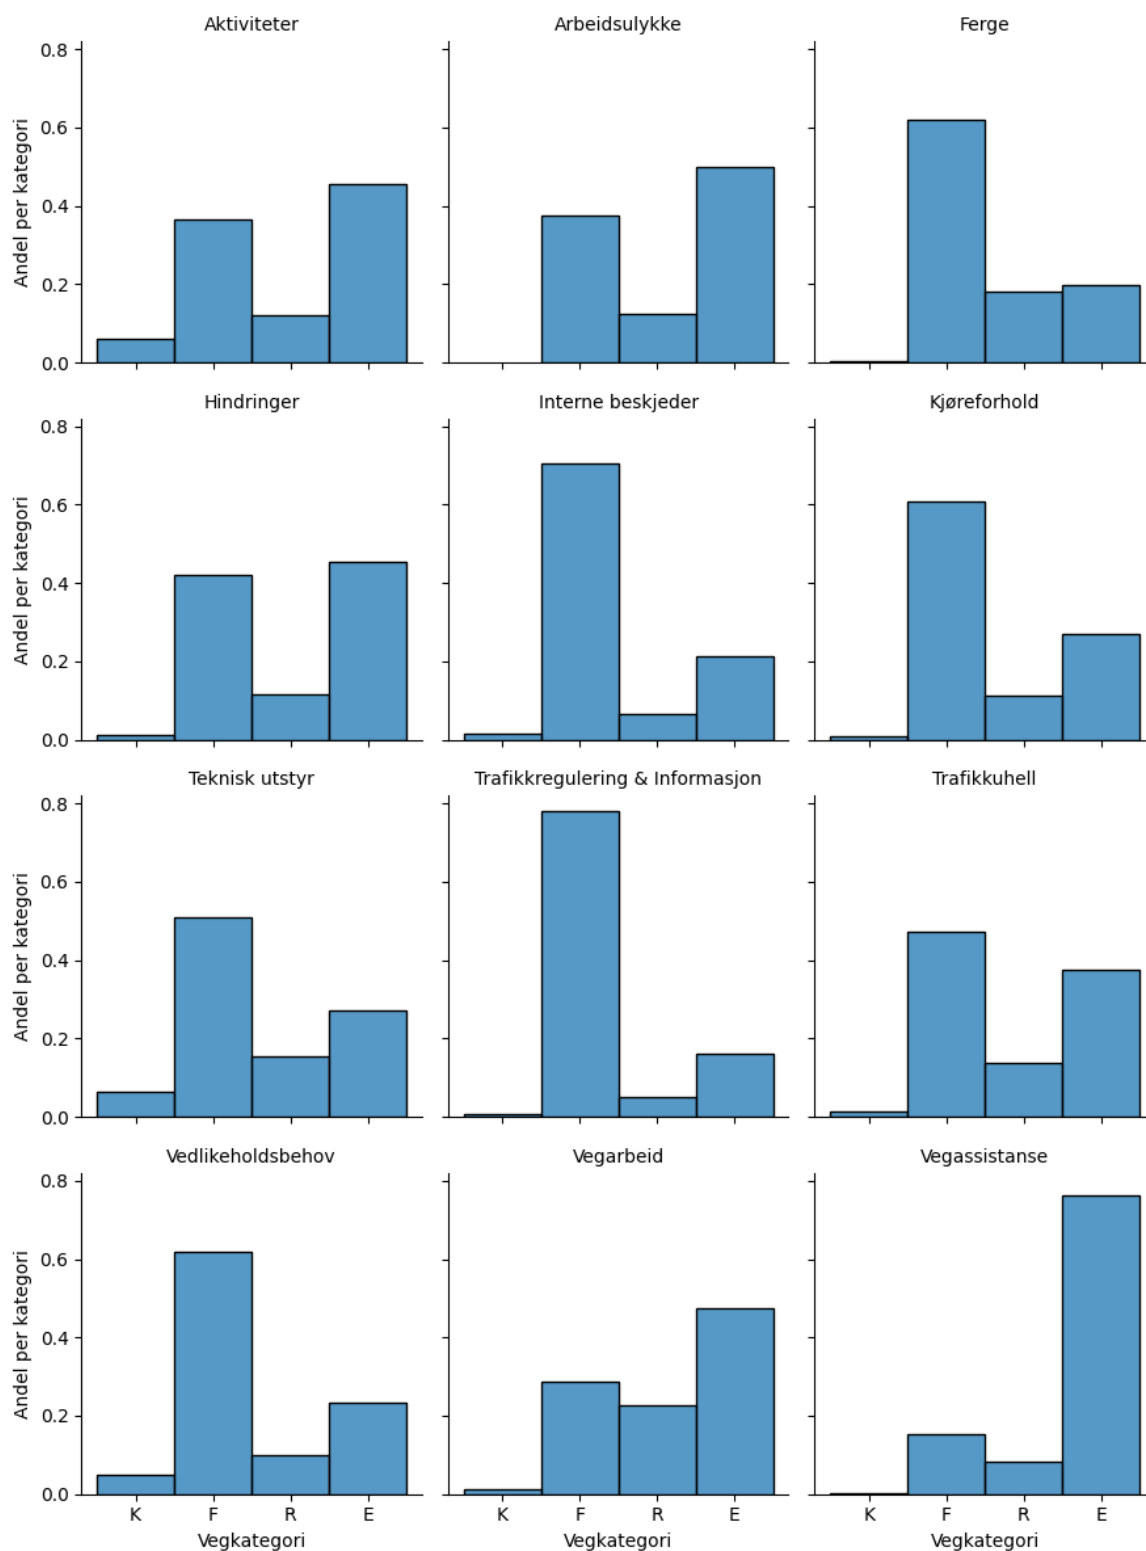 Aktiviteter
Arbeidsulykke
Ferge
Andel per kategori
0.8
0.6
0.4
0.2
0.0
Hindringer
Interne beskjeder
Kjøreforhold
Andel per kategori
0.8
0.6
0.4
0.2
0.0
Teknisk utstyr
Trafikkregulering & Informasjon
Trafikkuhell
Andel per kategori
0.8
0.6
0.4
0.2
0.0
Vedlikeholdsbehov
Vegarbeid
Vegassistanse
Andel per kategori
0.8
0.6
0.4
0.2
0.0
K F R E
K F R E
K F R E
Vegkategori
Vegkategori
Vegkategori